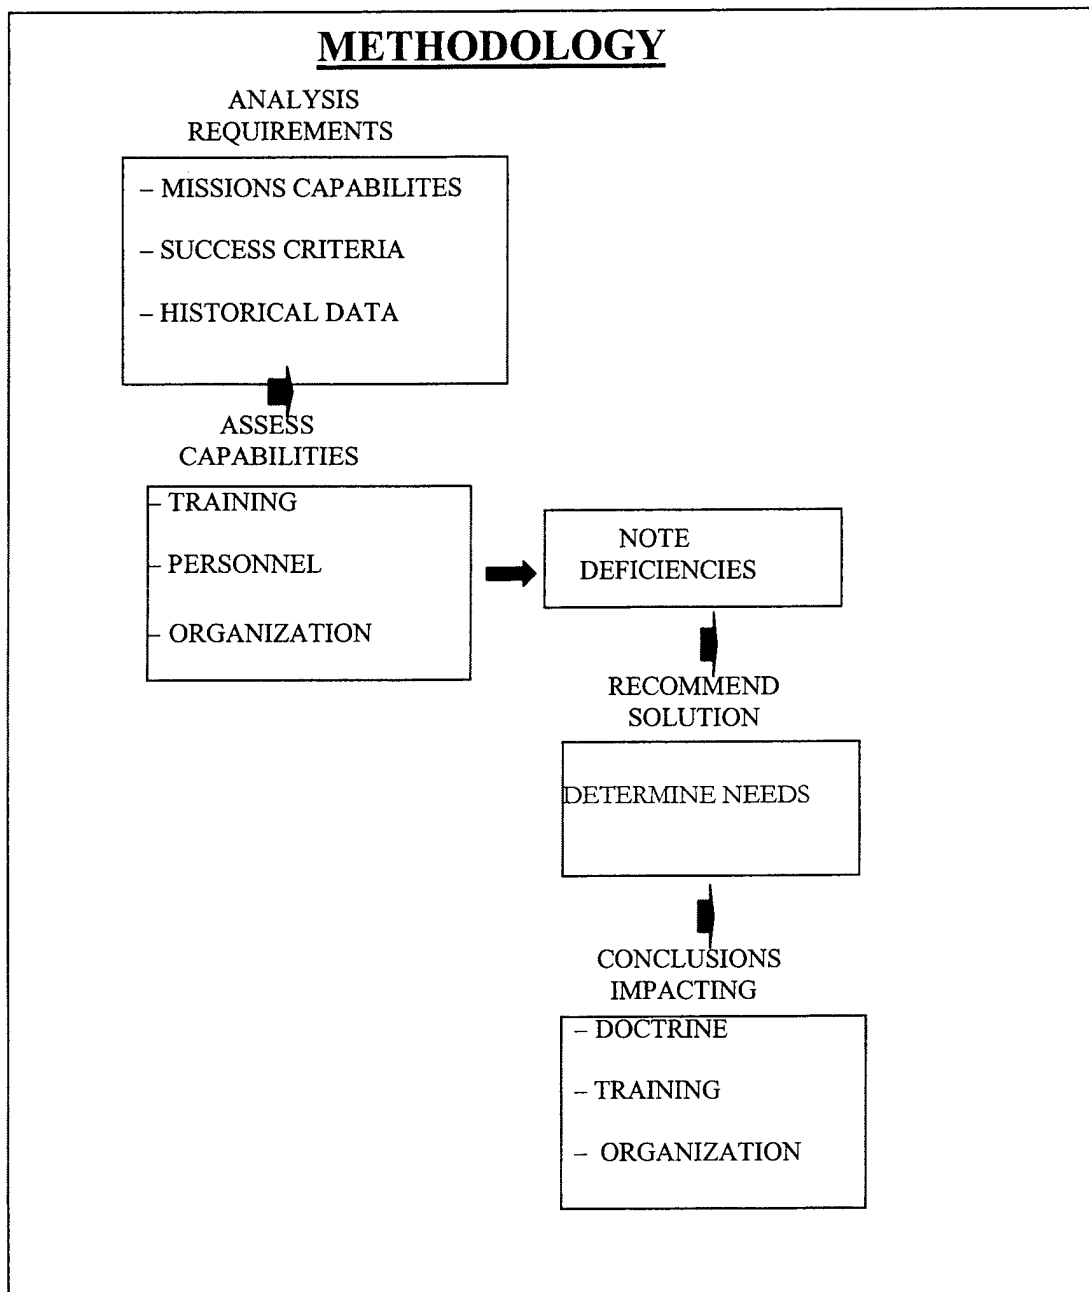 METHODOLOGY
ANALYSIS
REQUIREMENTS
– MISSIONS CAPABILITES
– SUCCESS CRITERIA
– HISTORICAL DATA
ASSESS
CAPABILITIES
– TRAINING
– PERSONNEL
– ORGANIZATION
NOTE
DEFICIENCIES
RECOMMEND
SOLUTION
DETERMINE NEEDS
CONCLUSIONS
IMPACTING
– DOCTRINE
– TRAINING
– ORGANIZATION